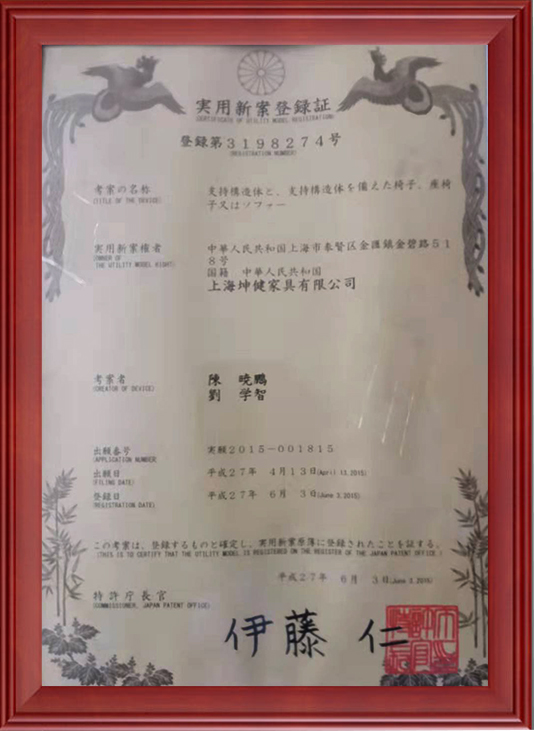 実用新案登録証
(CERTIFICATE OF UTILITY MODEL REGISTRATION)
登録第3198274号
(REGISTRATION NUMBER)
考案の名称
(TITLE OF THE DEVICE)
支持構造体と、支持構造体を備えた椅子、座椅
子又はソファー
実用新案権者
(OWNER OF
THE UTILITY MODEL RIGHT)
中華人民共和国上海市奉賢区金匯鎮金碧路51
8号
国籍 中華人民共和国
上海坤健家具有限公司
考案者
(CREATOR OF DEVICE)
陳 暁鵬
劉 学智
出願番号
(APPLICATION NUMBER)
実願2015-001815
出願日
(FILING DATE)
平成27年 4月13日(April 13,2015)
登録日
(REGISTRATION DATE)
平成27年 6月 3日(June 3,2015)
この考案は、登録するものと確定し、実用新案原簿に登録されたことを証する。
(THIS IS TO CERTIFY THAT THE UTILITY MODEL IS REGISTERED ON THE REGISTER OF THE JAPAN PATENT OFFICE.)
平成27年 6月 3日(June 3,2015)
特許庁長官
(COMMISSIONER, JAPAN PATENT OFFICE)
伊藤 仁